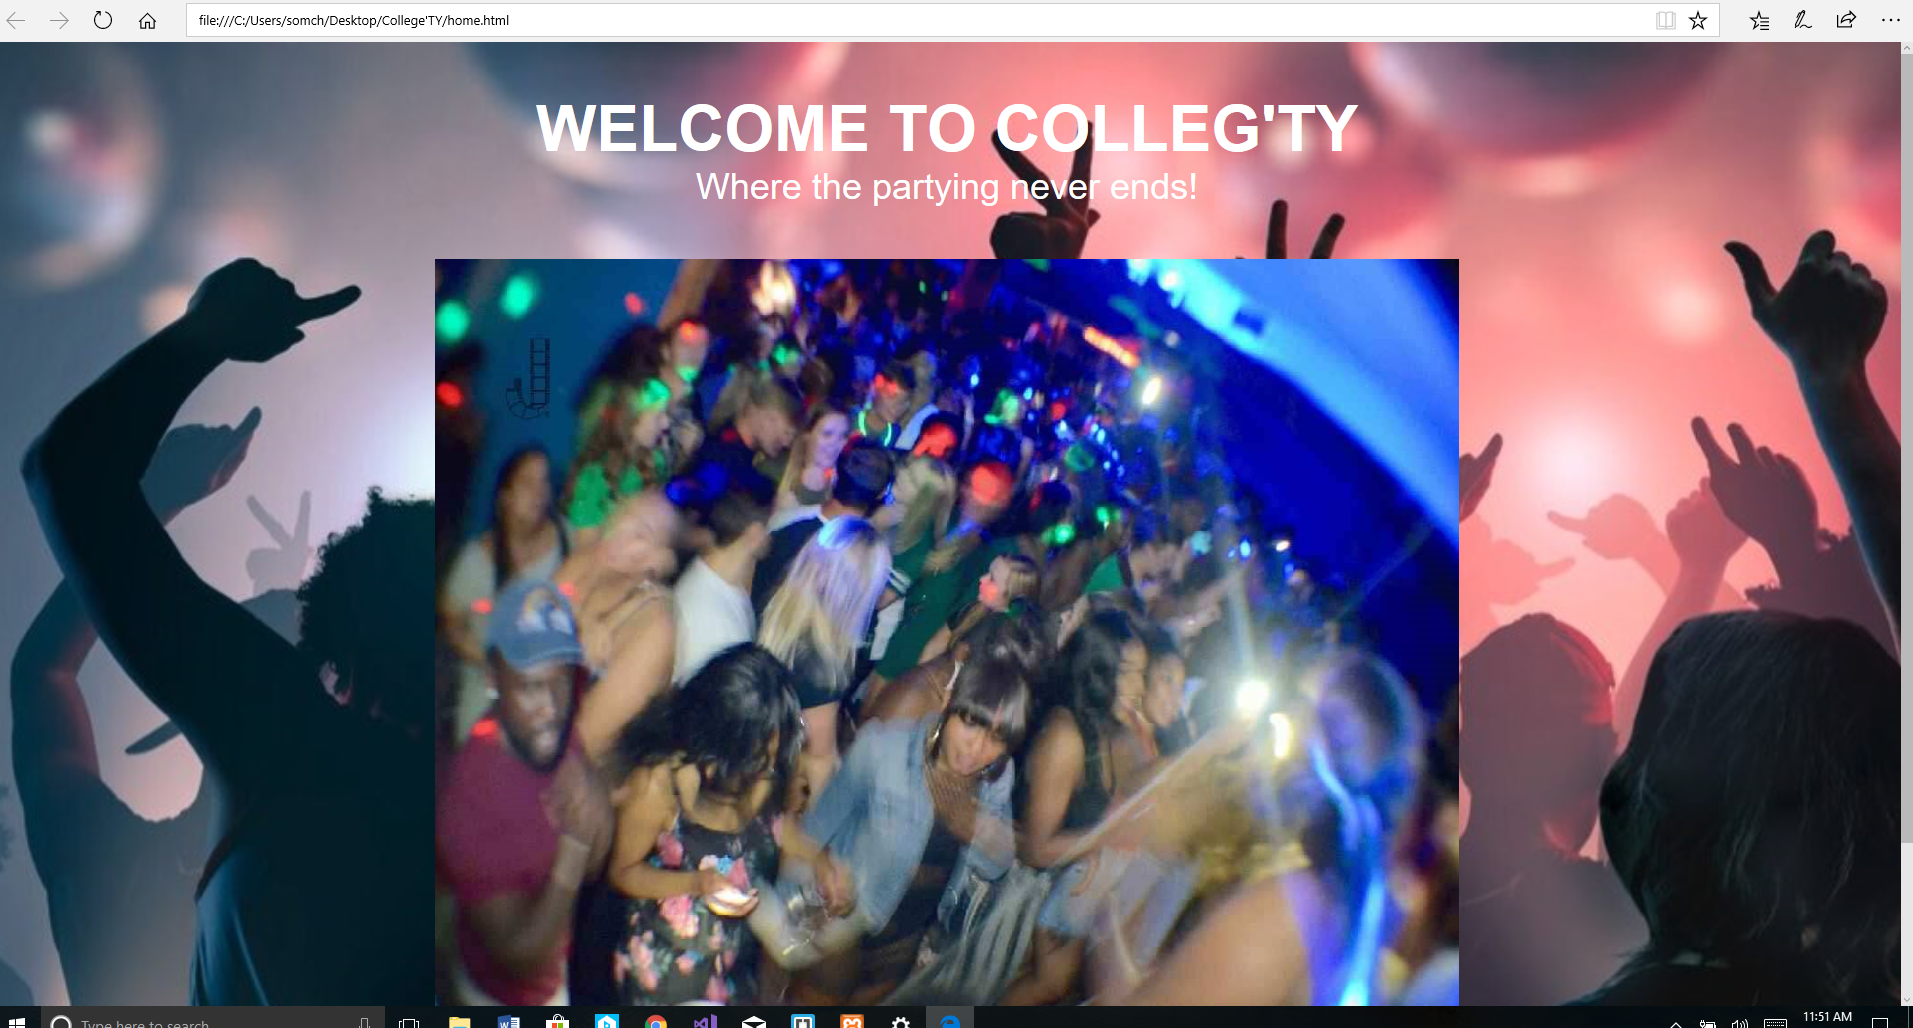 file:///C:/Users/somch/Desktop/College'TY/home.html
WELCOME TO COLLEG'TY
Where the partying never ends!
Type here to search
11:51 AM